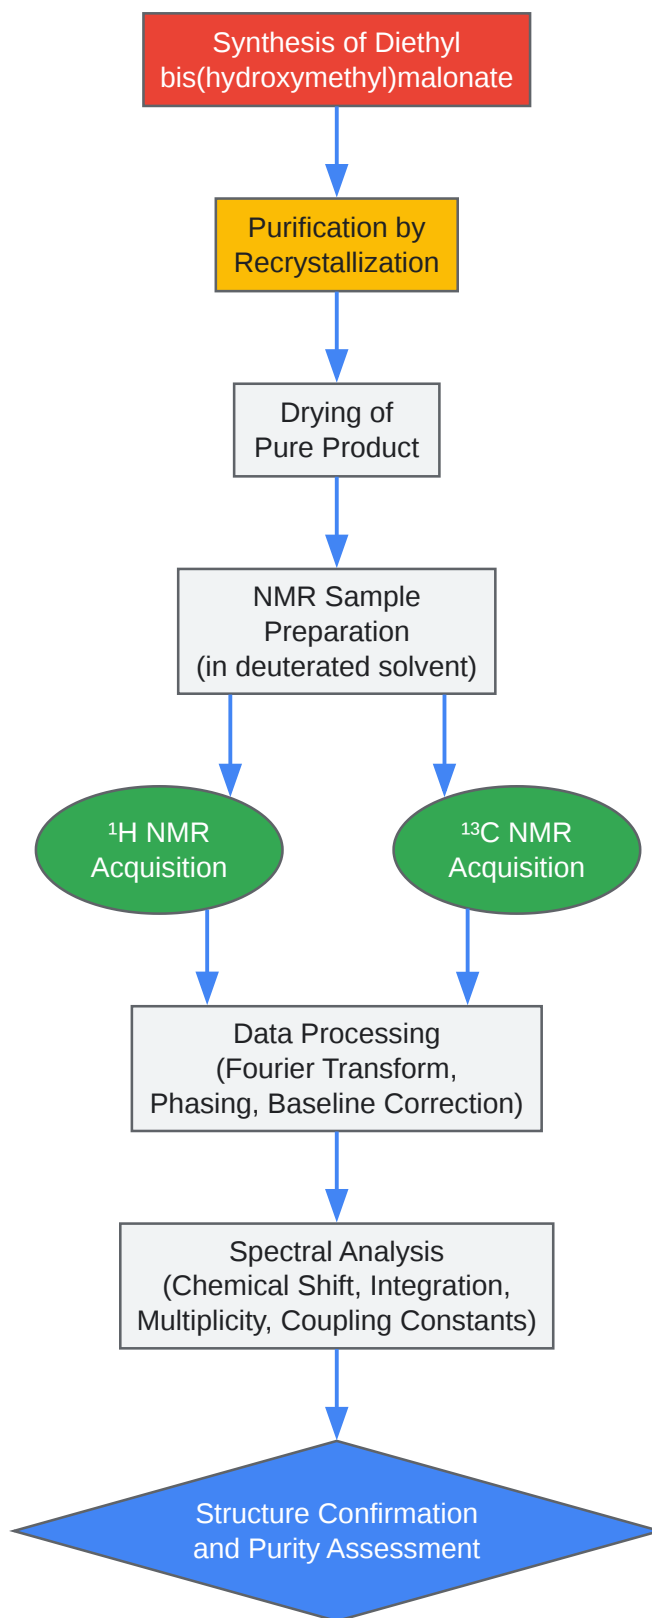 Synthesis of Diethyl
bis(hydroxymethyl)malonate
Purification by
Recrystallization
Drying of
Pure Product
NMR Sample
Preparation
(in deuterated solvent)
¹H NMR
Acquisition
¹³C NMR
Acquisition
Data Processing
(Fourier Transform,
Phasing, Baseline Correction)
Spectral Analysis
(Chemical Shift, Integration,
Multiplicity, Coupling Constants)
Structure Confirmation
and Purity Assessment